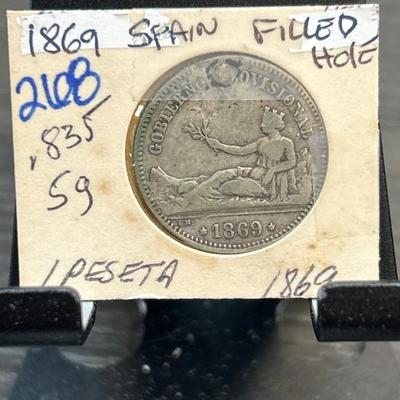 1869 SPAIN FILLED HOLE
2108
.835
5g
GOBIERNO PROVISIONAL
L.M.
*1869*
1 PESETA 1869